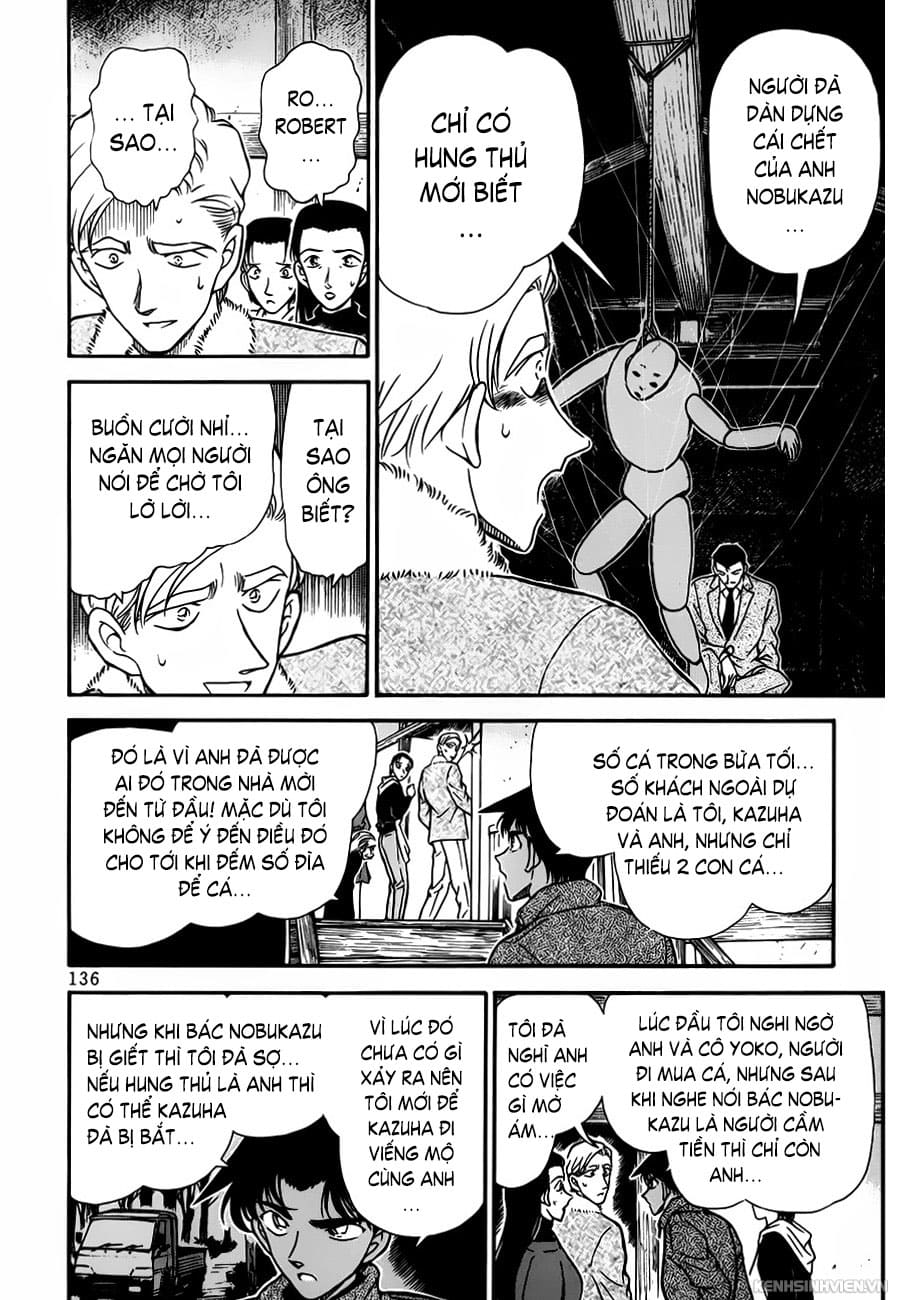 NGƯỜI ĐÃ
DÀN DỰNG
CÁI CHẾT
CỦA ANH
NOBUKAZU
...
CHỈ CÓ
HUNG THỦ
MỚI BIẾT
...
RO...
ROBERT
...
... TẠI
SAO...
TẠI
SAO
ÔNG
BIẾT?
BUỒN CƯỜI NHỈ...
NGĂN MỌI NGƯỜI
NÓI ĐỂ CHỜ TÔI
LỠ LỜI...
SỐ CÁ TRONG BỮA TỐI...
SỐ KHÁCH NGOÀI DỰ
ĐOÁN LÀ TÔI, KAZUHA
VÀ ANH, NHƯNG CHỈ
THIẾU 2 CON CÁ...
ĐÓ LÀ VÌ ANH ĐÃ ĐƯỢC
AI ĐÓ TRONG NHÀ MỜI
ĐẾN TỪ ĐẦU! MẶC DÙ TÔI
KHÔNG ĐỂ Ý ĐẾN ĐIỀU ĐÓ
CHO TỚI KHI ĐẾM SỐ ĐĨA
ĐỂ CÁ...
136
LÚC ĐẦU TÔI NGHI NGỜ
ANH VÀ CÔ YOKO, NGƯỜI
ĐI MUA CÁ, NHƯNG SAU
KHI NGHE NÓI BÁC NOBU-
KAZU LÀ NGƯỜI CẦM
TIỀN THÌ CHỈ CÒN
ANH...
TÔI ĐÃ
NGHĨ ANH
CÓ VIỆC
GÌ MỜ
ÁM...
VÌ LÚC ĐÓ
CHƯA CÓ GÌ
XẢY RA NÊN
TÔI MỚI ĐỂ
KAZUHA ĐI
VIẾNG MỘ
CÙNG ANH
...
NHƯNG KHI BÁC NOBUKAZU
BỊ GIẾT THÌ TÔI ĐÃ SỢ...
NẾU HUNG THỦ LÀ ANH THÌ
CÓ THỂ KAZUHA
ĐÃ BỊ BẮT...
KENHSINHVIEN.VN